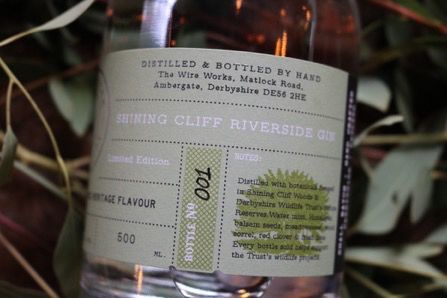 DISTILLED & BOTTLED BY HAND
The Wire Works, Matlock Road,
Ambergate, Derbyshire DE56 2HE
SHINING CLIFF RIVERSIDE GIN
Limited Edition
HERITAGE FLAVOUR
500 ML.
BOTTLE No 001
NOTES:
Distilled with botanicals
in Shining Cliff Woods &
Derbyshire Wildlife Trust's
Reserves. Water mint,
Balsam seeds,
sorrel, red clover &
Every bottle sold helps support
the Trust's wildlife projects